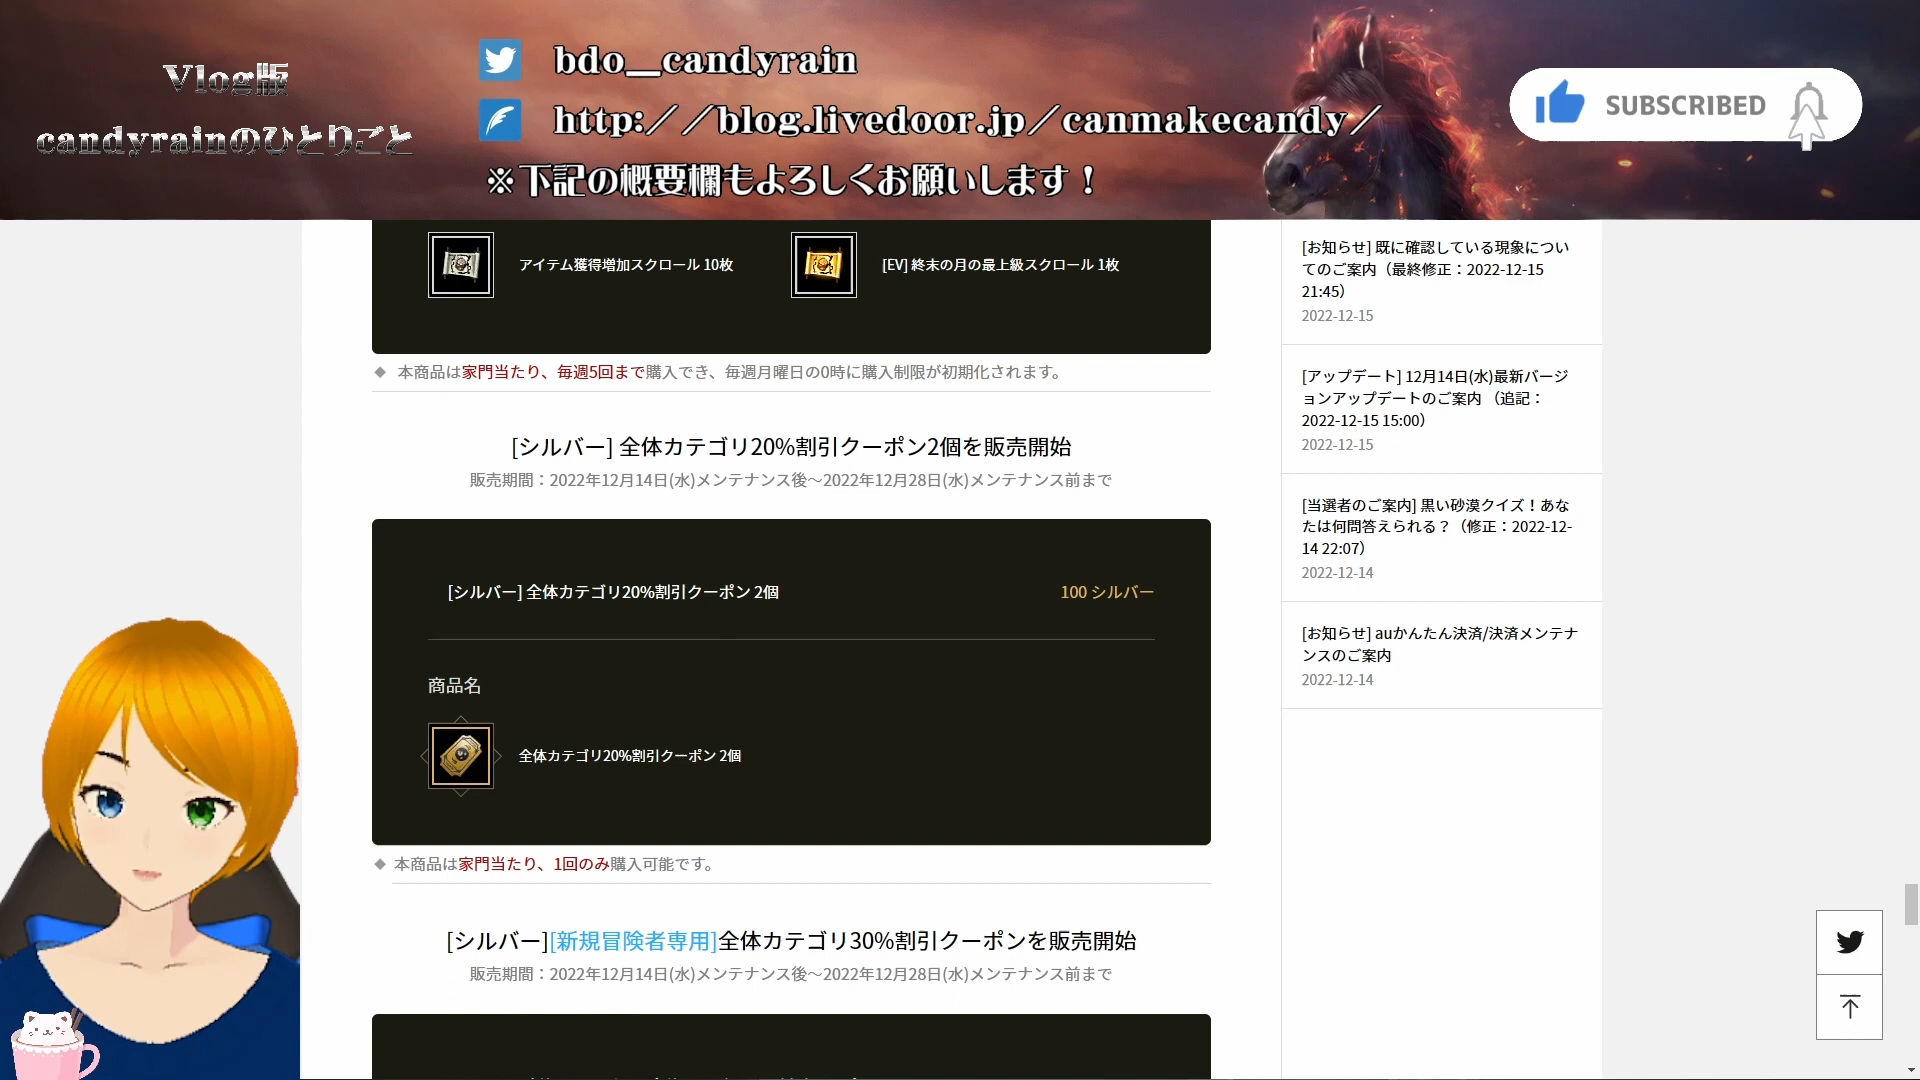 Vlog版
candyrainのひとりごと
bdo__candyrain
http://blog.livedoor.jp/canmakecandy/
※下記の概要欄もよろしくお願いします！
SUBSCRIBED
アイテム獲得増加スクロール 10枚
[EV] 終末の月の最上級スクロール 1枚
◆ 本商品は家門当たり、毎週5回まで購入でき、毎週月曜日の0時に購入制限が初期化されます。
[シルバー] 全体カテゴリ20%割引クーポン2個を販売開始
販売期間：2022年12月14日(水)メンテナンス後～2022年12月28日(水)メンテナンス前まで
[シルバー] 全体カテゴリ20%割引クーポン 2個
100 シルバー
商品名
全体カテゴリ20%割引クーポン 2個
◆ 本商品は家門当たり、1回のみ購入可能です。
[シルバー][新規冒険者専用]全体カテゴリ30%割引クーポンを販売開始
販売期間：2022年12月14日(水)メンテナンス後～2022年12月28日(水)メンテナンス前まで
[お知らせ] 既に確認している現象につい
てのご案内（最終修正：2022-12-15
21:45）
2022-12-15
[アップデート] 12月14日(水)最新バージ
ョンアップデートのご案内 （追記：
2022-12-15 15:00）
2022-12-15
[当選者のご案内] 黒い砂漠クイズ！あな
たは何問答えられる？（修正：2022-12-
14 22:07）
2022-12-14
[お知らせ] auかんたん決済/決済メンテナ
ンスのご案内
2022-12-14